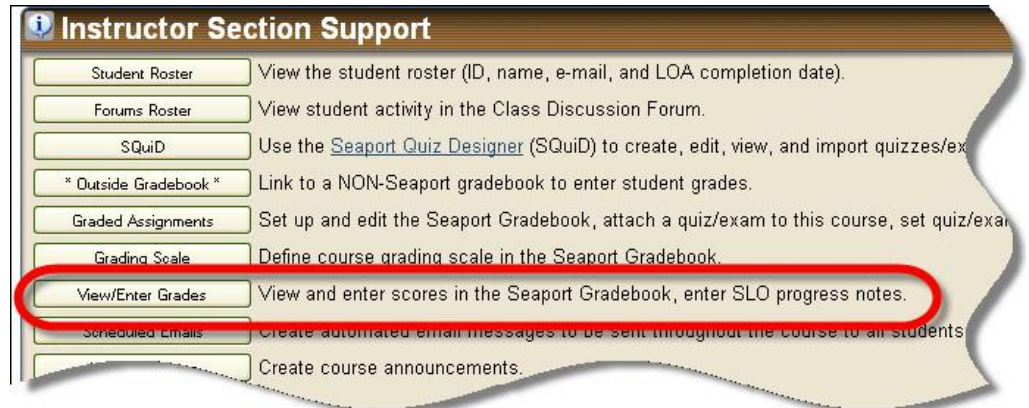 Instructor Section Support
Student Roster View the student roster (ID, name, e-mail, and LOA completion date).
Forums Roster View student activity in the Class Discussion Forum.
SQuiD Use the Seaport Quiz Designer (SQuiD) to create, edit, view, and import quizzes/ex
* Outside Gradebook * Link to a NON-Seaport gradebook to enter student grades.
Graded Assignments Set up and edit the Seaport Gradebook, attach a quiz/exam to this course, set quiz/exam
Grading Scale Define course grading scale in the Seaport Gradebook.
View/Enter Grades View and enter scores in the Seaport Gradebook, enter SLO progress notes.
Scheduled Emails Create automated email messages to be sent throughout the course to all students
Create course announcements.